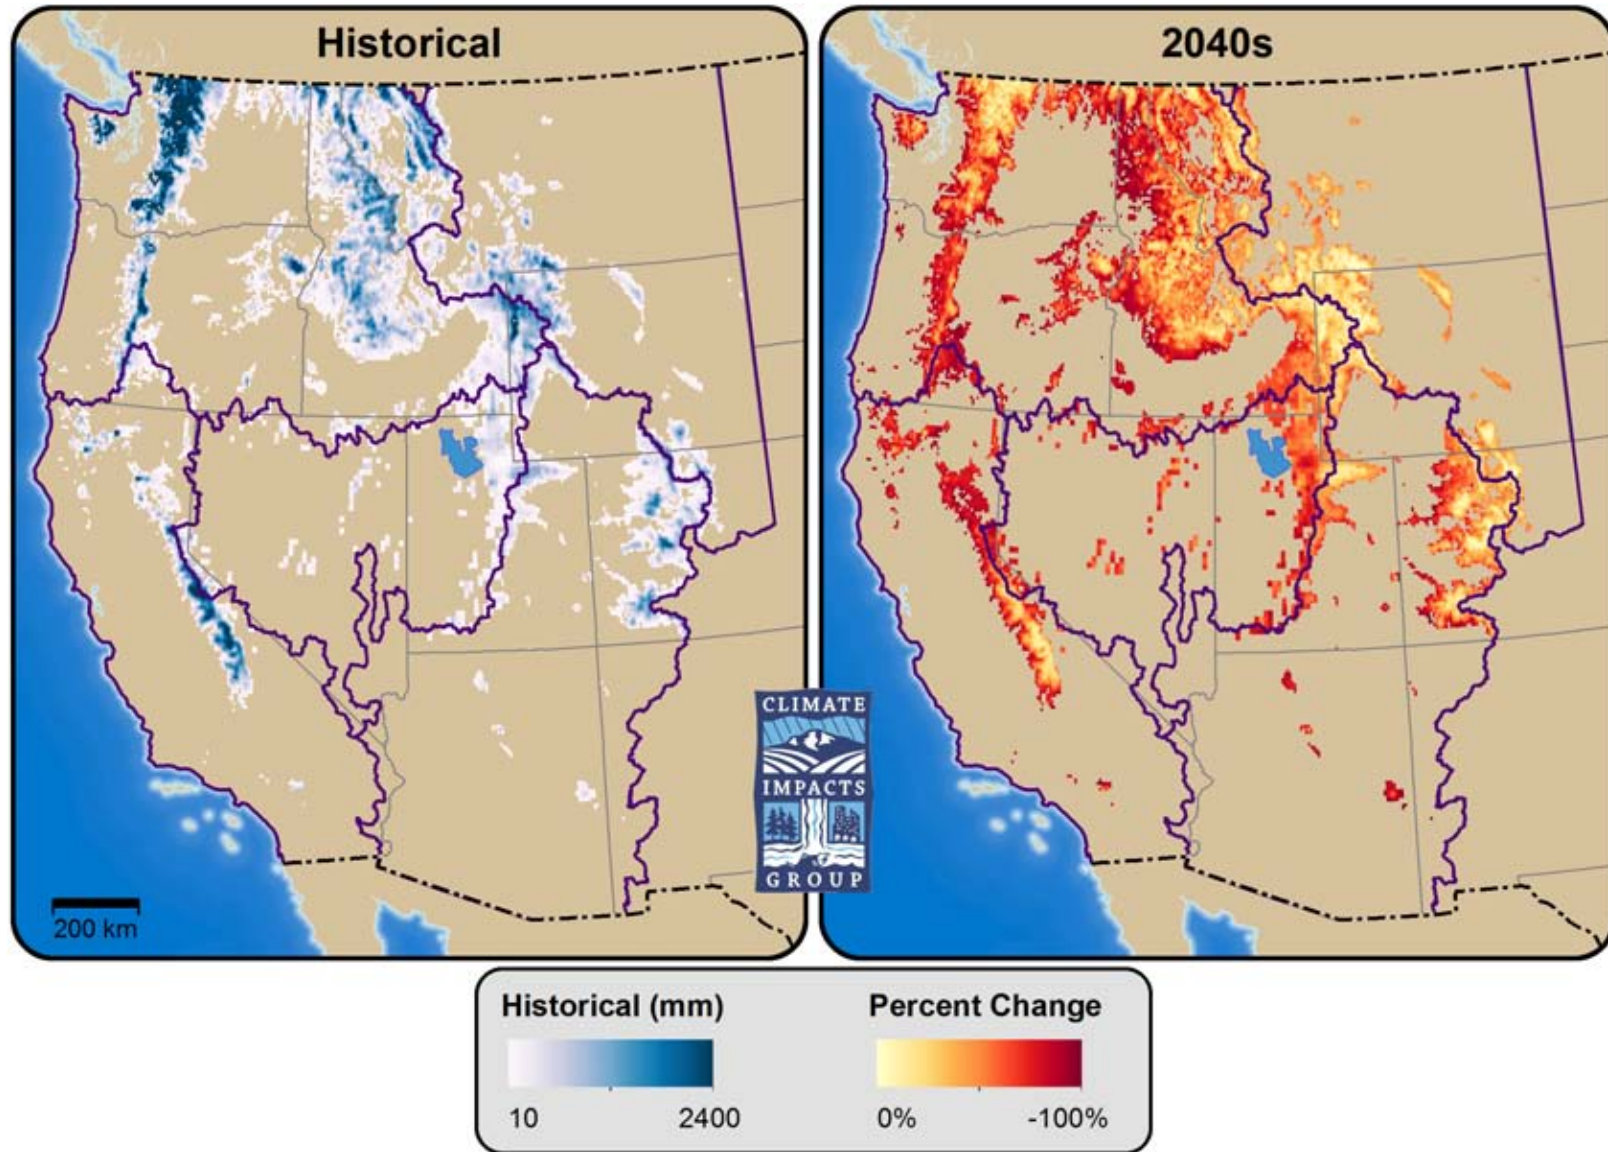 Historical
2040s
CLIMATE
IMPACTS
GROUP
200 km
Historical (mm)
Percent Change
10
2400
0%
-100%